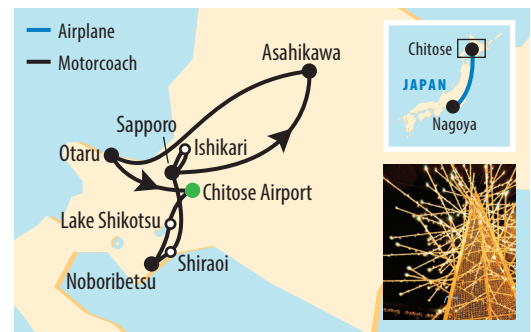 Airplane
Motorcoach
Asahikawa
Sapporo
Ishikari
Otaru
Chitose Airport
Lake Shikotsu
Shiraoi
Noboribetsu
Chitose
JAPAN
Nagoya